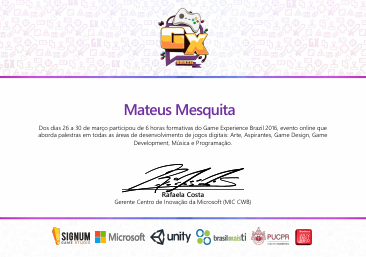 GX
Mateus Mesquita
Dos dias 26 a 30 de março participou de 6 horas formativas do Game Experience Brazil 2016, evento online que
aborda palestras em todas as áreas de desenvolvimento de jogos digitais: Arte, Aspirantes, Game Design, Game
Development, Música e Programação.
Rafaela Costa
Gerente Centro de Inovação da Microsoft (MIC CWB)
SIGNUM GAME STUDIO Microsoft unity brasilmaisti PUCPR